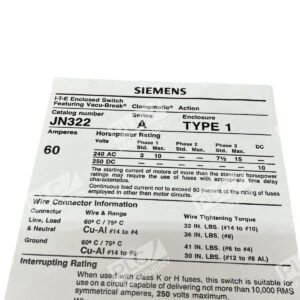 SIEMENS
I-T-E Enclosed Switch
Featuring Vacu-Break® Clampmatic® Action
Catalog number Series Enclosure
JN322 A TYPE 1
Amperes Horsepower Rating
60
Volts Phase 1 Phase 2 Phase 3 DC
Std. Max. Std. Max. Std. Max.
240 AC 3 10 — — 7½ 15 —
250 DC — — — — — — 10
The starting current of motors of more than the standard horsepower
ratings may require the use of fuses with appropriate time delay
characteristics.
Continuous load current not to exceed 80 percent of the rating of fuses
employed in other than motor circuits.
Wire Connector Information
Connector Wire & Range Wire Tightening Torque
Line, Load 60° C / 75° C 32 IN. LBS. (#14 to #10)
& Neutral Cu-Al #14 to #4 36 IN. LBS. (#8)
Ground 60° C / 75° C 41 IN. LBS. (#6 to #4)
Cu-Al #14 to 30 IN. LBS. (#12 to #8 AL)
Interrupting Rating
When used with class K or H fuses, this switch is suitable for
use on a circuit capable of delivering not more than 10,000 RMS
symmetrical amperes, 250 volts maximum.